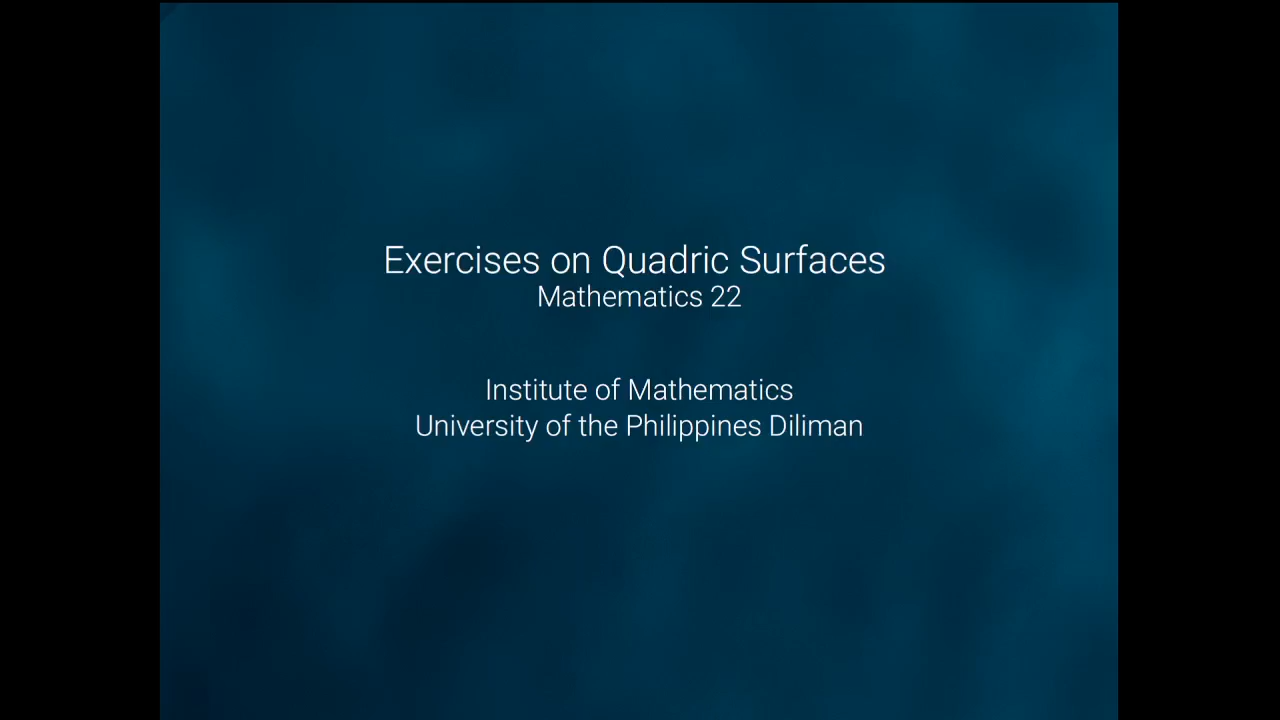 Exercises on Quadric Surfaces
Mathematics 22
Institute of Mathematics
University of the Philippines Diliman